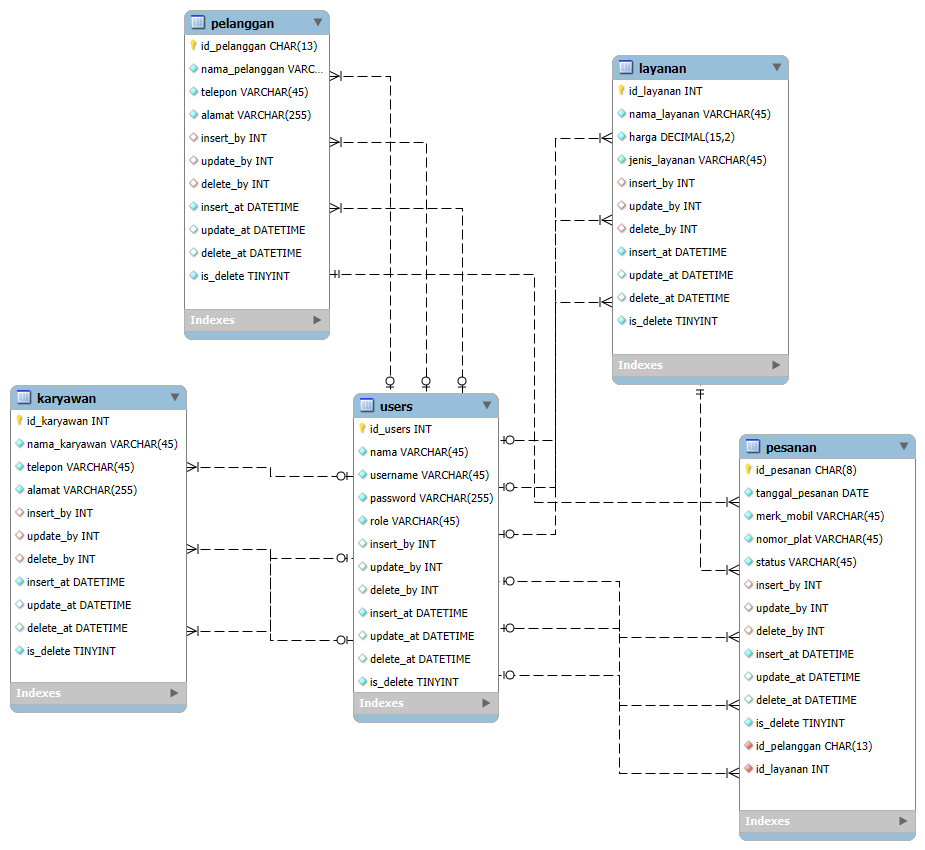 pelanggan
id_pelanggan CHAR(13)
nama_pelanggan VARC...
telepon VARCHAR(45)
alamat VARCHAR(255)
insert_by INT
update_by INT
delete_by INT
insert_at DATETIME
update_at DATETIME
delete_at DATETIME
is_delete TINYINT
Indexes
layanan
id_layanan INT
nama_layanan VARCHAR(45)
harga DECIMAL(15,2)
jenis_layanan VARCHAR(45)
insert_by INT
update_by INT
delete_by INT
insert_at DATETIME
update_at DATETIME
delete_at DATETIME
is_delete TINYINT
Indexes
karyawan
id_karyawan INT
nama_karyawan VARCHAR(45)
telepon VARCHAR(45)
alamat VARCHAR(255)
insert_by INT
update_by INT
delete_by INT
insert_at DATETIME
update_at DATETIME
delete_at DATETIME
is_delete TINYINT
Indexes
users
id_users INT
nama VARCHAR(45)
username VARCHAR(45)
password VARCHAR(255)
role VARCHAR(45)
insert_by INT
update_by INT
delete_by INT
insert_at DATETIME
update_at DATETIME
delete_at DATETIME
is_delete TINYINT
Indexes
pesanan
id_pesanan CHAR(8)
tanggal_pesanan DATE
merk_mobil VARCHAR(45)
nomor_plat VARCHAR(45)
status VARCHAR(45)
insert_by INT
update_by INT
delete_by INT
insert_at DATETIME
update_at DATETIME
delete_at DATETIME
is_delete TINYINT
id_pelanggan CHAR(13)
id_layanan INT
Indexes